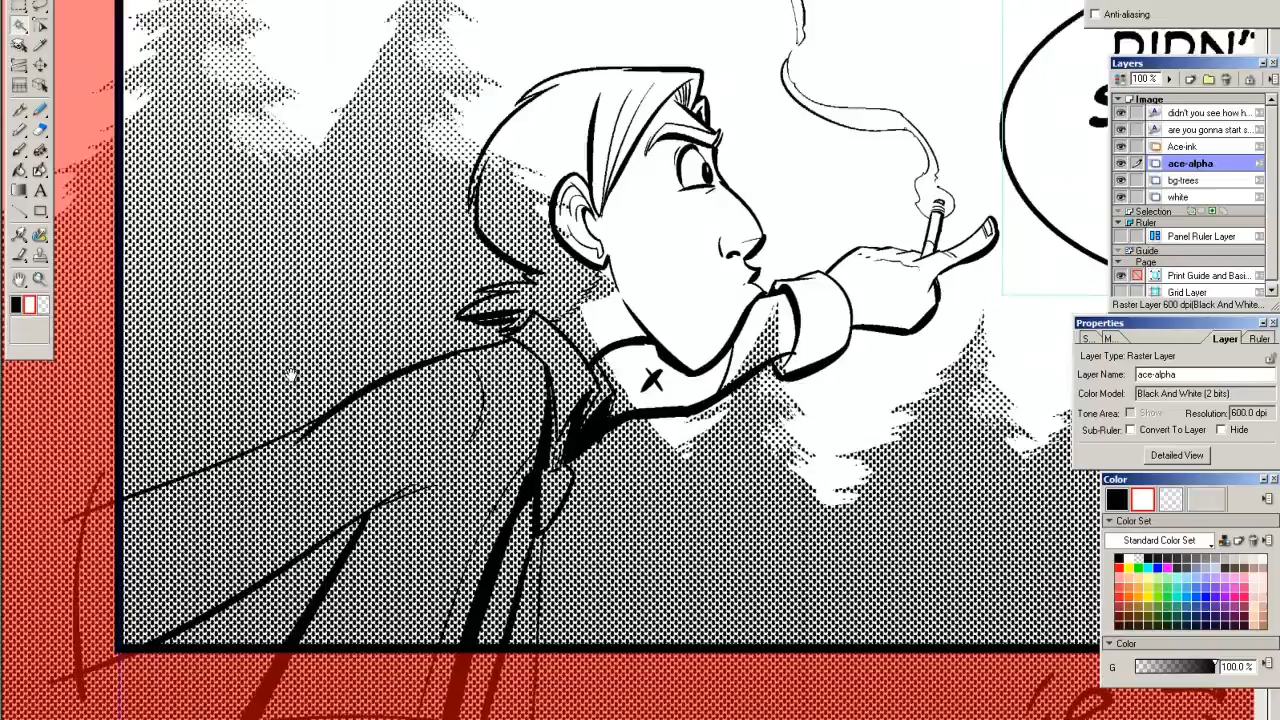 Anti-aliasing
DIDN'
S
Layers
100 %
Image
didn't you see how h...
are you gonna start s...
Ace-ink
ace-alpha
bg-trees
white
Selection
Ruler
Panel Ruler Layer
Guide
Page
Print Guide and Basi...
Grid Layer
Raster Layer 600 dpi(Black And White...
Properties
S... M... Layer Ruler
Layer Type: Raster Layer
Layer Name: ace-alpha
Color Model: Black And White (2 bits)
Tone Area: Show Resolution: 600.0 dpi
Sub-Ruler: Convert To Layer Hide
Detailed View
Color
Color Set
Standard Color Set
Color
G 100.0 %